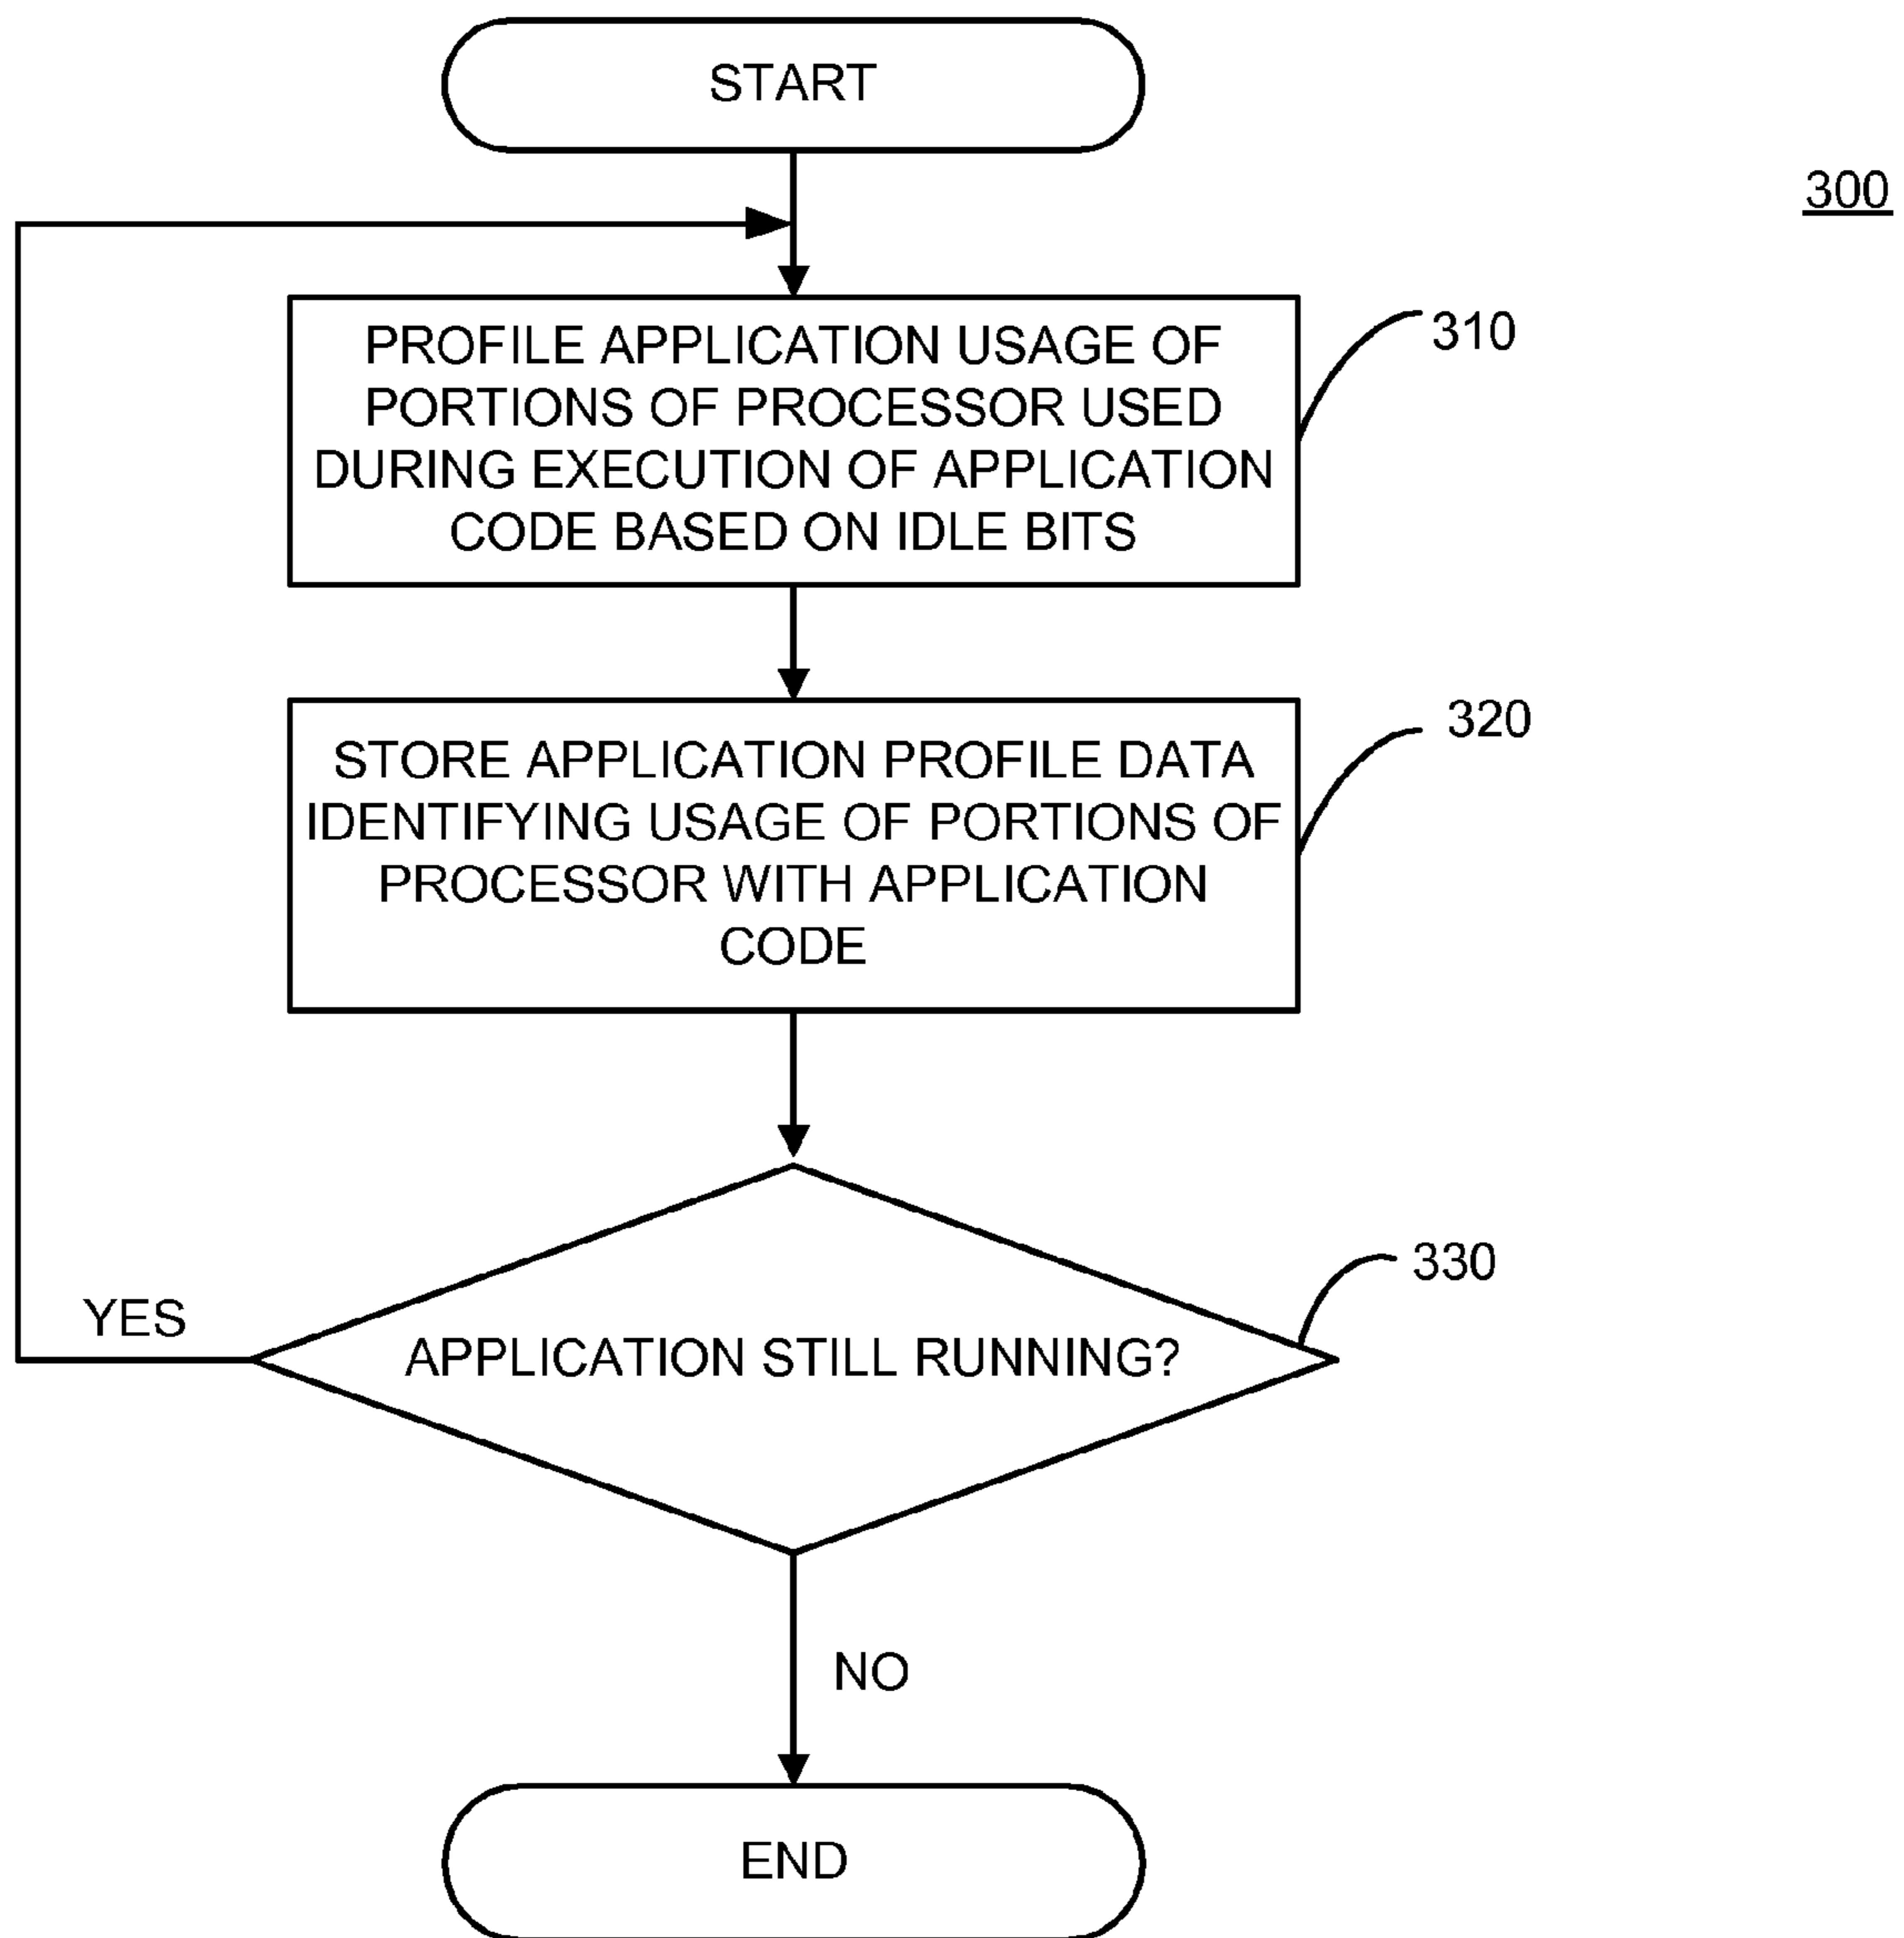 START
300
PROFILE APPLICATION USAGE OF
PORTIONS OF PROCESSOR USED
DURING EXECUTION OF APPLICATION
CODE BASED ON IDLE BITS
310
STORE APPLICATION PROFILE DATA
IDENTIFYING USAGE OF PORTIONS OF
PROCESSOR WITH APPLICATION
CODE
320
APPLICATION STILL RUNNING?
330
YES
NO
END